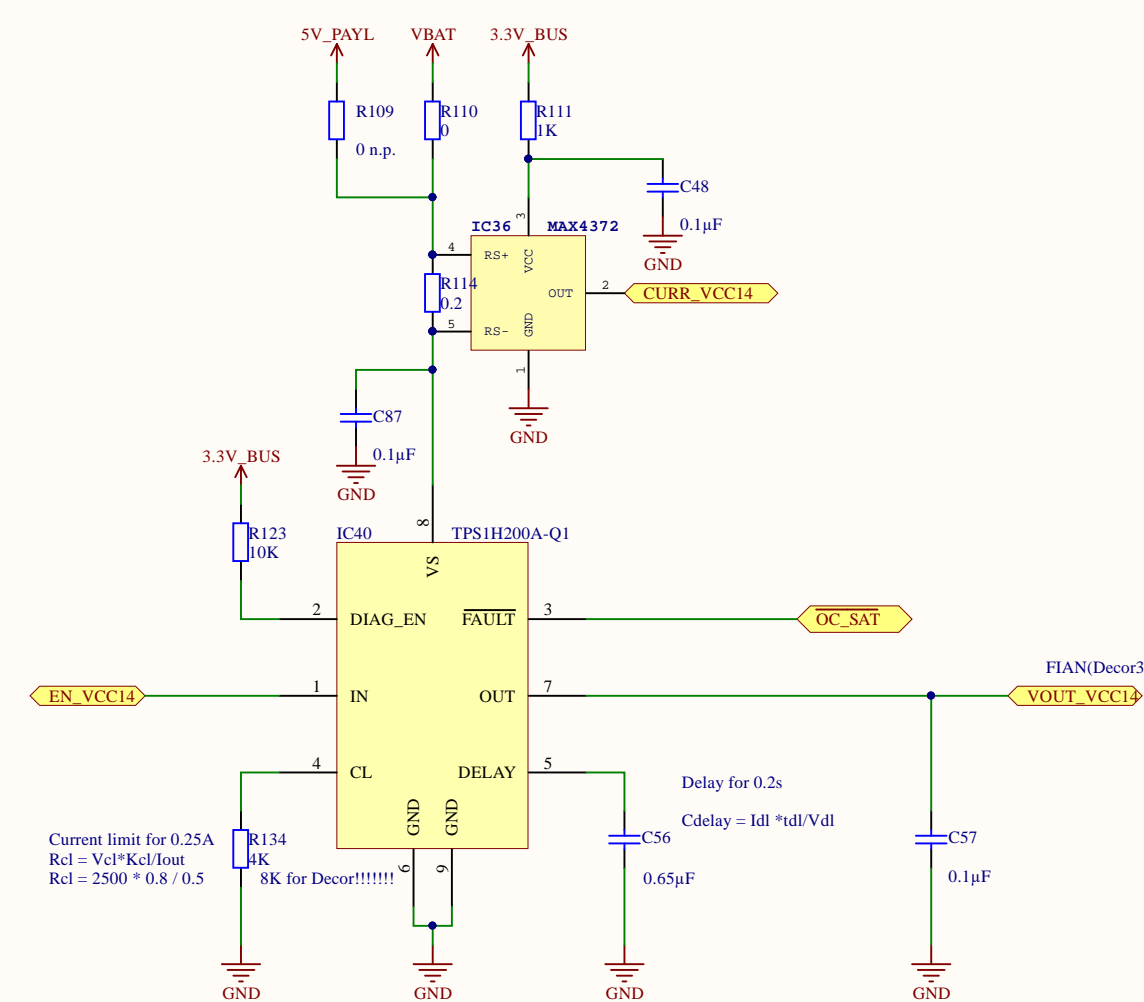 5V_PAYL
VBAT
3.3V_BUS
R109
0 n.p.
R110
0
R111
1K
C48
0.1µF
GND
IC36
MAX4372
3
4
RS+
VCC
R114
0.2
OUT
2
CURR_VCC14
5
RS-
GND
1
GND
C87
0.1µF
GND
3.3V_BUS
R123
10K
IC40
TPS1H200A-Q1
8
VS
2
DIAG_EN
FAULT
3
OC_SAT
FIAN(Decor3
EN_VCC14
1
IN
OUT
7
VOUT_VCC14
4
CL
DELAY
5
GND
GND
6
9
Delay for 0.2s
Cdelay = Idl *tdl/Vdl
Current limit for 0.25A
Rcl = Vcl*Kcl/Iout
Rcl = 2500 * 0.8 / 0.5
R134
4K
8K for Decor!!!!!!!
C56
0.65µF
C57
0.1µF
GND
GND
GND
GND